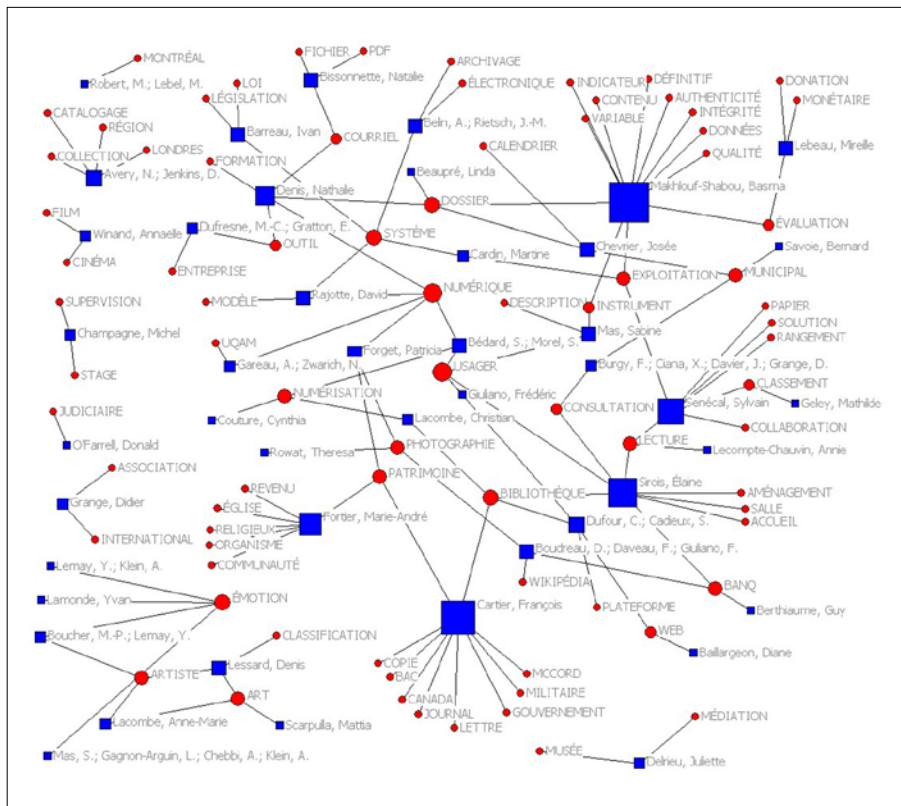 FICHIER
PDF
MONTRÉAL
ARCHIVAGE
Bissonnette, Natalie
INDICATEUR
DÉFINITIF
DONATION
Robert, M.; Lebel, M.
LOI
ÉLECTRONIQUE
CONTENU
AUTHENTICITÉ
MONÉTAIRE
LÉGISLATION
CATALOGAGE
VARIABLE
INTÉGRITÉ
RÉGION
Barreau, Ivan
COURRIEL
Belin, A.; Rietsch, J.-M.
DONNÉES
LONDRES
CALENDRIER
Lebeau, Mireille
COLLECTION
FORMATION
QUALITÉ
Avery, N.; Jenkins, D.
Beaupré, Linda
Denis, Nathalie
Makhlouf-Shabou, Basma
DOSSIER
FILM
Dufresne, M.-C.; Gratton, E.
ÉVALUATION
Winand, Annaëlle
SYSTÈME
OUTIL
Chevrier, Josée
Savoie, Bernard
Cardin, Martine
CINÉMA
ENTREPRISE
EXPLOITATION
MUNICIPAL
NUMÉRIQUE
SUPERVISION
MODÈLE
Rajotte, David
DESCRIPTION
INSTRUMENT
PAPIER
Champagne, Michel
SOLUTION
Mas, Sabine
RANGEMENT
UQAM
Forget, Patricia
Bédard, S.; Morel, S.
Gareau, A.; Zwarich, N.
USAGER
Burgy, F.; Ciana, X.; Davier, J.; Grange, D.
STAGE
CLASSEMENT
NUMÉRISATION
Giuliano, Frédéric
Geley, Mathilde
JUDICIAIRE
CONSULTATION
Senécal, Sylvain
Couture, Cynthia
Lacombe, Christian
COLLABORATION
O'Farrell, Donald
PHOTOGRAPHIE
LECTURE
Rowat, Theresa
Lecompte-Chauvin, Annie
ASSOCIATION
PATRIMOINE
REVENU
Sirois, Élaine
BIBLIOTHÈQUE
AMÉNAGEMENT
Grange, Didier
ÉGLISE
SALLE
RELIGIEUX
Fortier, Marie-André
Dufour, C.; Cadieux, S.
ACCUEIL
INTERNATIONAL
ORGANISME
Boudreau, D.; Daveau, F.; Giuliano, F.
COMMUNAUTÉ
Lemay, Y.; Klein, A.
WIKIPÉDIA
BANQ
Lamonde, Yvan
ÉMOTION
Cartier, François
PLATEFORME
Berthiaume, Guy
Boucher, M.-P.; Lemay, Y.
CLASSIFICATION
WEB
Baillargeon, Diane
COPIE
Lessard, Denis
ARTISTE
BAC
MCCORD
MILITAIRE
ART
CANADA
JOURNAL
GOUVERNEMENT
MÉDIATION
Lacombe, Anne-Marie
Scarpulla, Mattia
LETTRE
MUSÉE
Mas, S.; Gagnon-Arguin, L.; Chebbi, A.; Klein, A.
Delrieu, Juliette